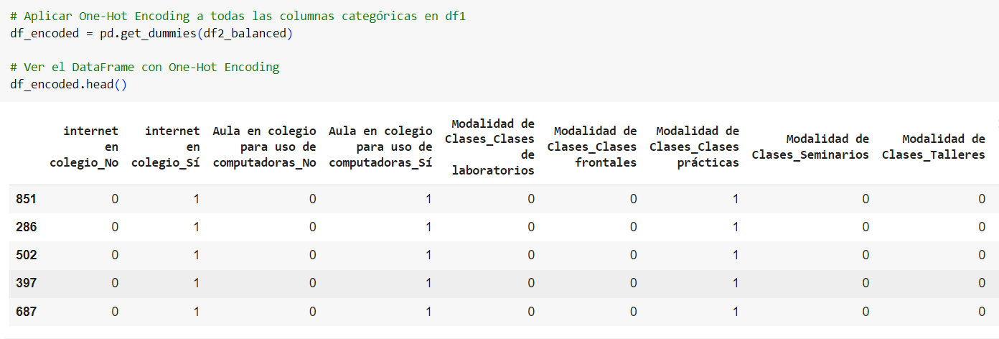 # Aplicar One-Hot Encoding a todas las columnas categóricas en df1
df_encoded = pd.get_dummies(df2_balanced)
# Ver el DataFrame con One-Hot Encoding
df_encoded.head()
internet en colegio_No
internet en colegio_Sí
Aula en colegio para uso de computadoras_No
Aula en colegio para uso de computadoras_Sí
Modalidad de Clases_Clases de laboratorios
Modalidad de Clases_Clases frontales
Modalidad de Clases_Clases prácticas
Modalidad de Clases_Seminarios
Modalidad de Clases_Talleres
851 0 1 0 1 0 0 1 0 0
286 0 1 0 1 0 0 1 0 0
502 0 1 0 1 0 0 1 0 0
397 0 1 0 1 0 0 1 0 0
687 0 1 0 1 0 0 1 0 0